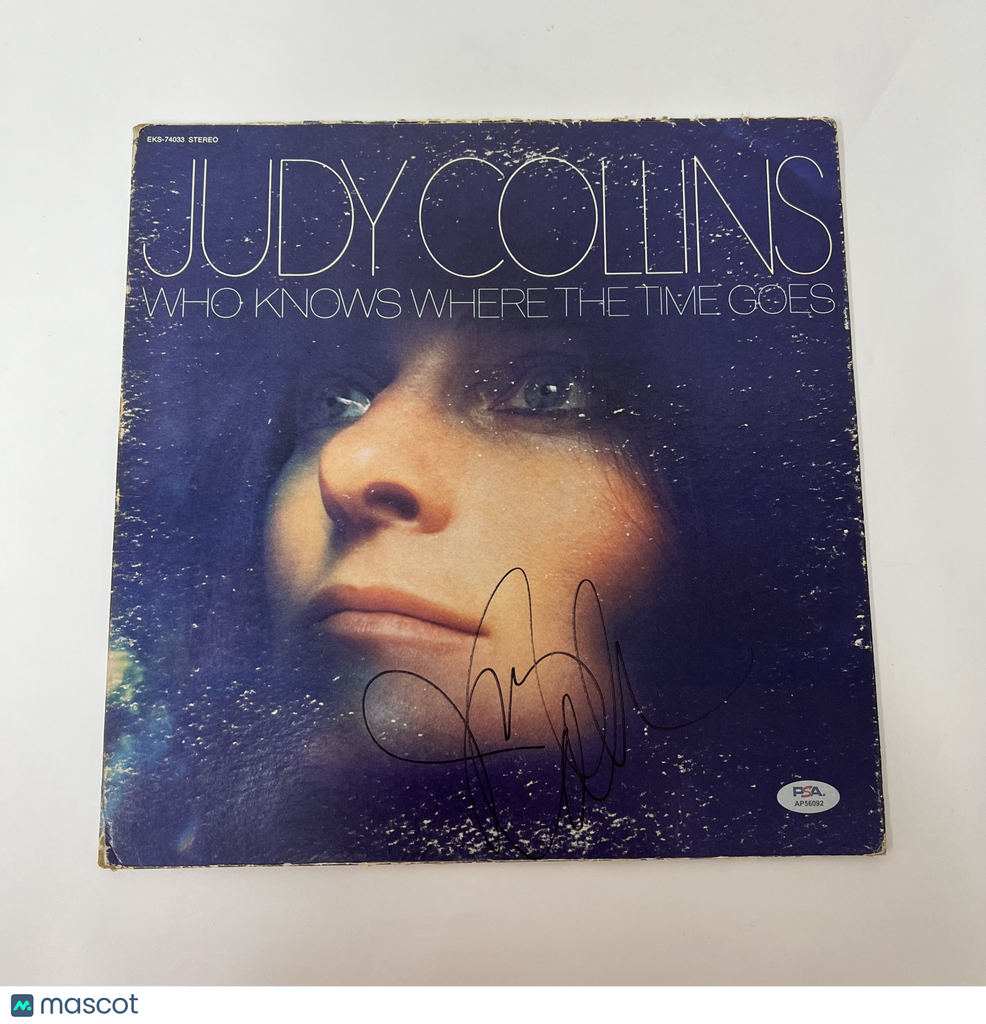 EKS-74033 STEREO
JUDY COLLINS
WHO KNOWS WHERE THE TIME GOES
PSA.
AP56092
mascot